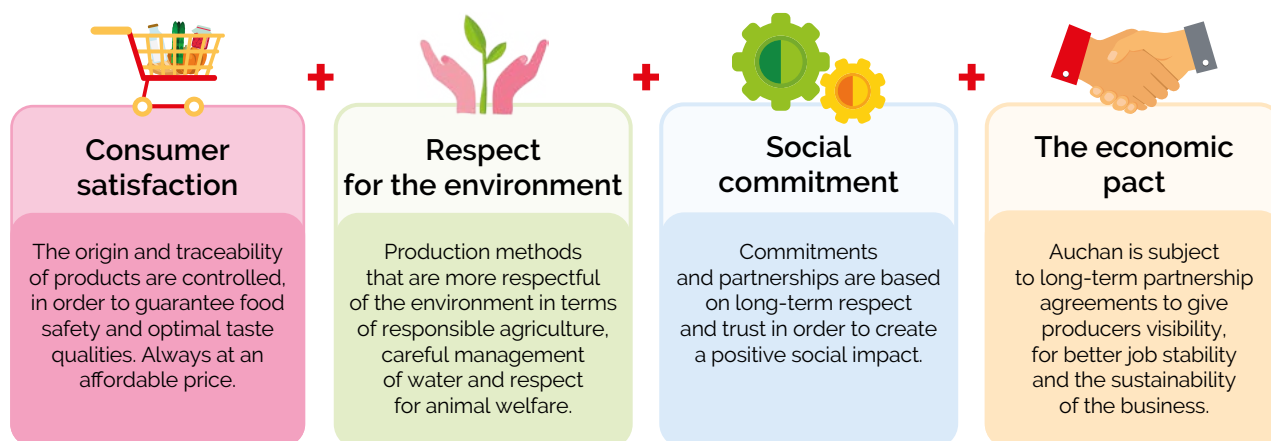 Consumer
satisfaction
The origin and traceability
of products are controlled,
in order to guarantee food
safety and optimal taste
qualities. Always at an
affordable price.
Respect
for the environment
Production methods
that are more respectful
of the environment in terms
of responsible agriculture,
careful management
of water and respect
for animal welfare.
Social
commitment
Commitments
and partnerships are based
on long-term respect
and trust in order to create
a positive social impact.
The economic
pact
Auchan is subject
to long-term partnership
agreements to give
producers visibility,
for better job stability
and the sustainability
of the business.